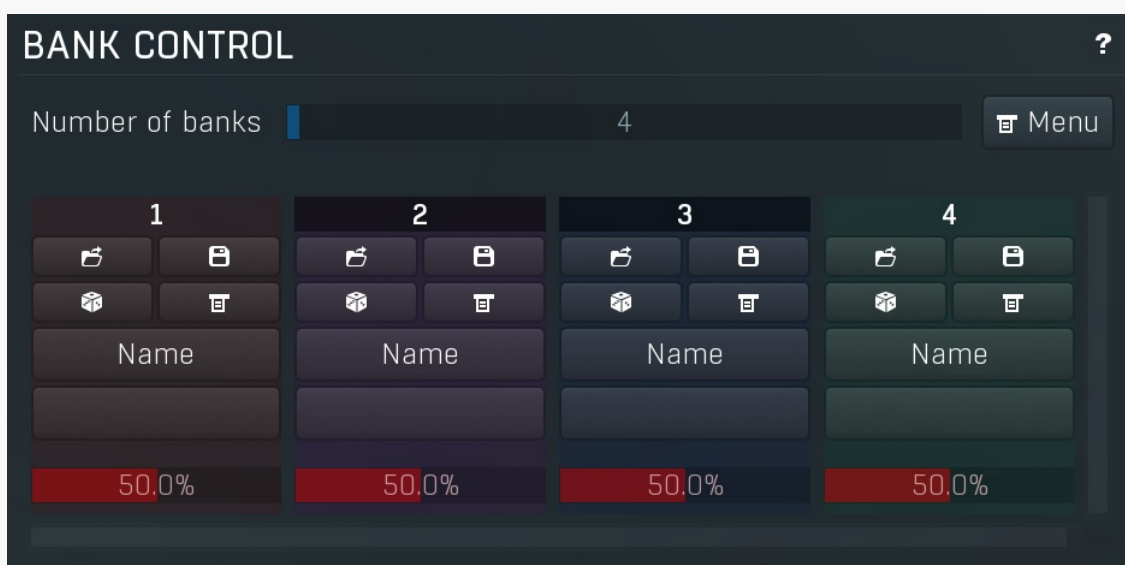 BANK CONTROL ?
Number of banks 4 Menu
1 2 3 4
Name Name Name Name
50.0% 50.0% 50.0% 50.0%